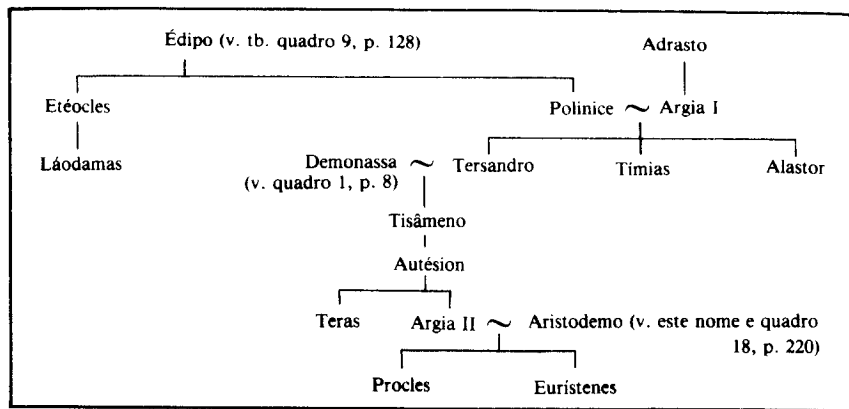 Édipo (v. tb. quadro 9, p. 128) Adrasto
Etéocles Polinice ~ Argia I
Láodamas Demonassa ~ Tersandro Tímias Alastor
(v. quadro 1, p. 8)
Tisâmeno
Autésion
Teras Argia II ~ Aristodemo (v. este nome e quadro
18, p. 220)
Procles Eurístenes